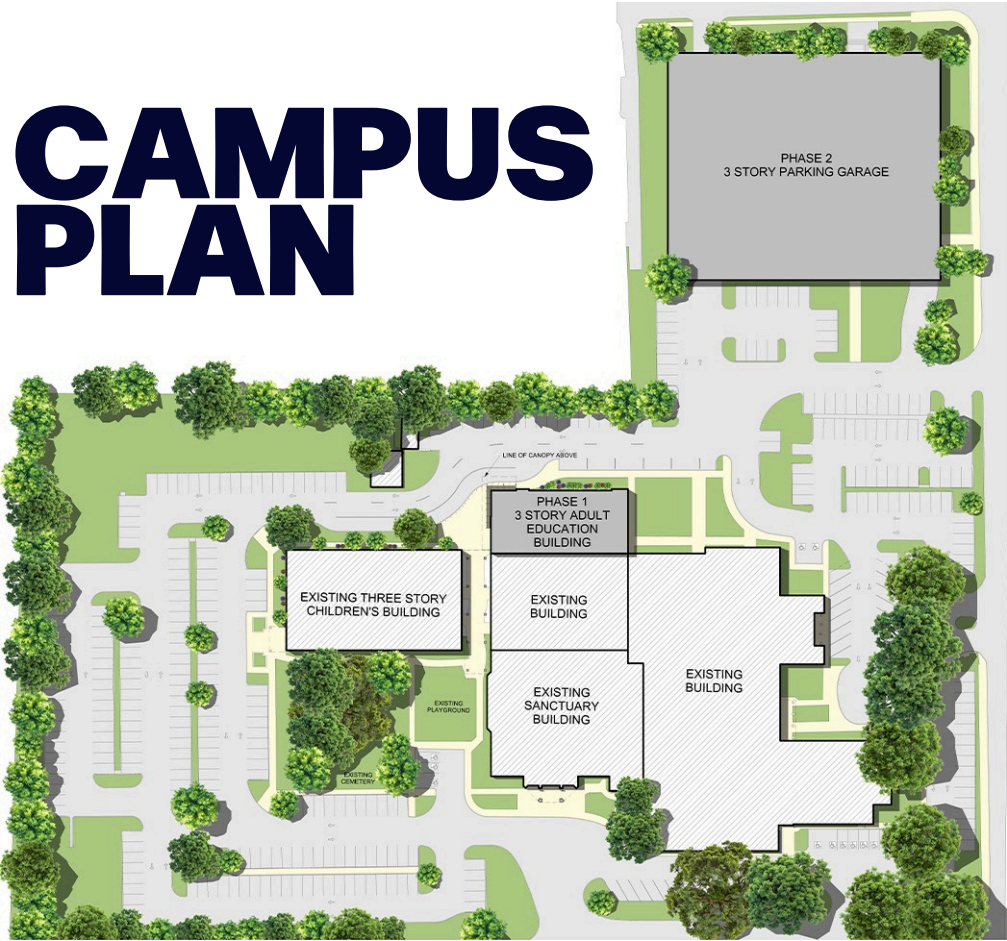 CAMPUS
PLAN
PHASE 2
3 STORY PARKING GARAGE
LINE OF CANOPY ABOVE
PHASE 1
3 STORY ADULT
EDUCATION
BUILDING
EXISTING THREE STORY
CHILDREN'S BUILDING
EXISTING
BUILDING
EXISTING
SANCTUARY
BUILDING
EXISTING
BUILDING
EXISTING
PLAYGROUND
EXISTING
CEMETERY